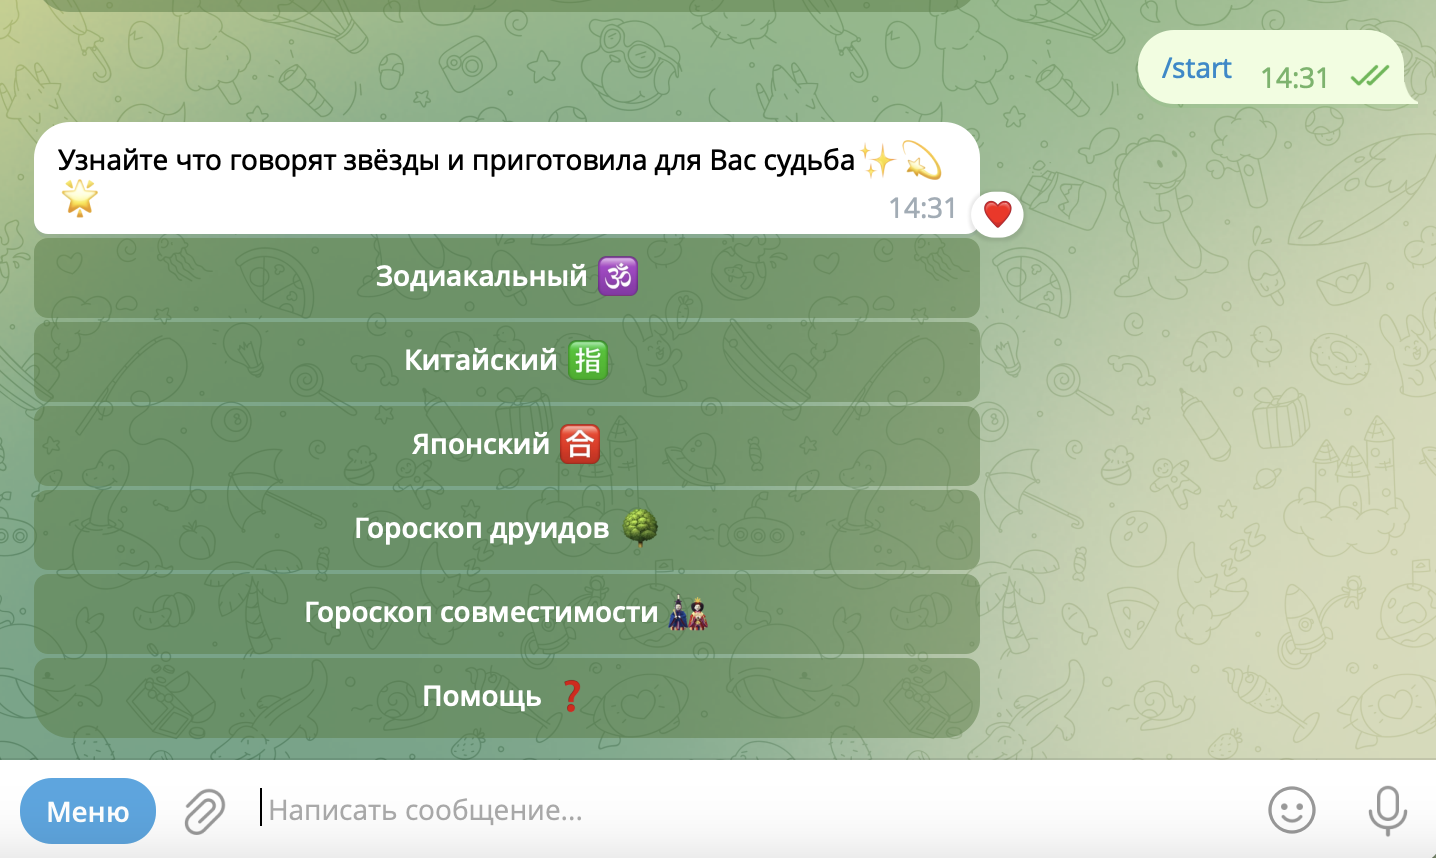 /start 14:31
Узнайте что говорят звёзды и приготовила для Вас судьба✨💫
🌟
14:31
Зодиакальный 🕉
Китайский 🈯
Японский 🈴
Гороскоп друидов 🌳
Гороскоп совместимости 🎎
Помощь ❓
Меню
Написать сообщение...